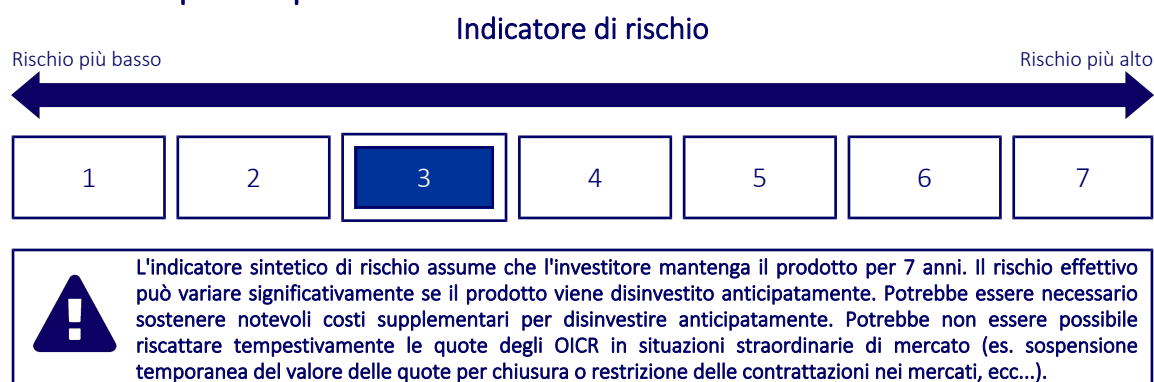 Indicatore di rischio
Rischio più basso
Rischio più alto
1
2
3
4
5
6
7
L'indicatore sintetico di rischio assume che l'investitore mantenga il prodotto per 7 anni. Il rischio effettivo
può variare significativamente se il prodotto viene disinvestito anticipatamente. Potrebbe essere necessario
sostenere notevoli costi supplementari per disinvestire anticipatamente. Potrebbe non essere possibile
riscattare tempestivamente le quote degli OICR in situazioni straordinarie di mercato (es. sospensione
temporanea del valore delle quote per chiusura o restrizione delle contrattazioni nei mercati, ecc...).